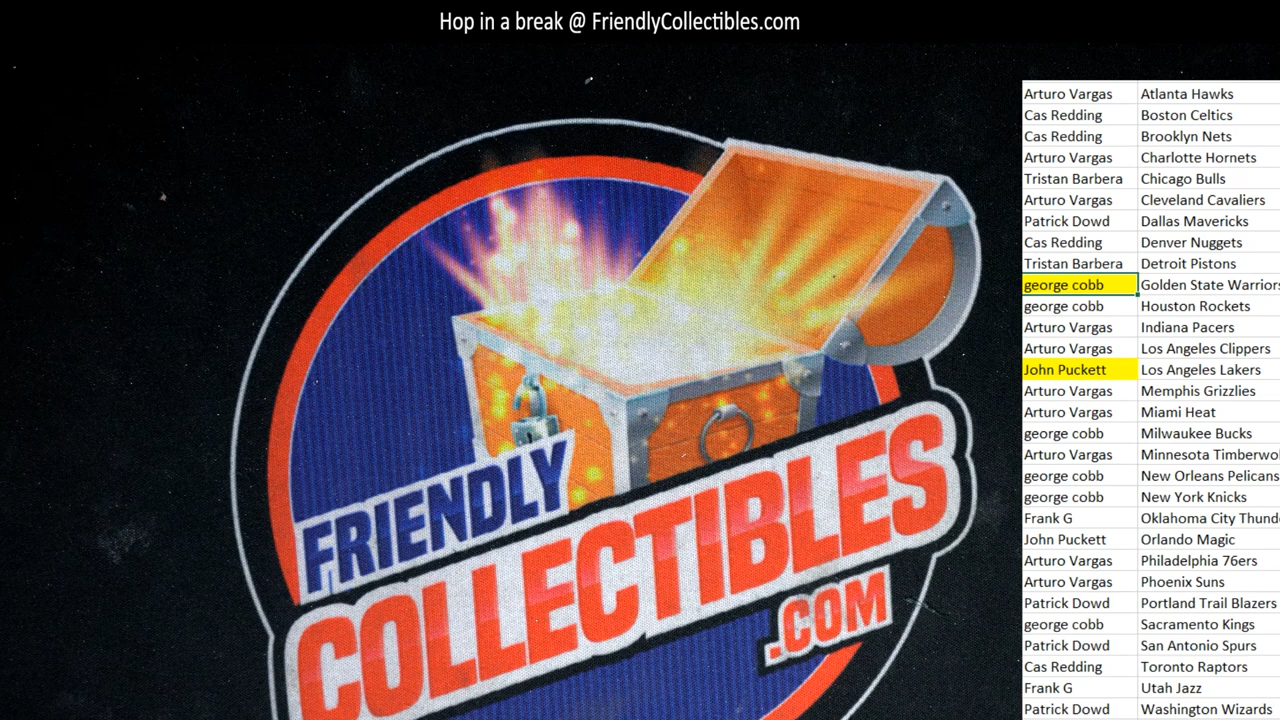 Hop in a break @ FriendlyCollectibles.com
Arturo Vargas Atlanta Hawks
Cas Redding Boston Celtics
Cas Redding Brooklyn Nets
Arturo Vargas Charlotte Hornets
Tristan Barbera Chicago Bulls
Arturo Vargas Cleveland Cavaliers
Patrick Dowd Dallas Mavericks
Cas Redding Denver Nuggets
Tristan Barbera Detroit Pistons
george cobb Golden State Warriors
george cobb Houston Rockets
Arturo Vargas Indiana Pacers
Arturo Vargas Los Angeles Clippers
John Puckett Los Angeles Lakers
Arturo Vargas Memphis Grizzlies
Arturo Vargas Miami Heat
george cobb Milwaukee Bucks
Arturo Vargas Minnesota Timberwol
george cobb New Orleans Pelicans
george cobb New York Knicks
Frank G Oklahoma City Thund
John Puckett Orlando Magic
Arturo Vargas Philadelphia 76ers
Arturo Vargas Phoenix Suns
Patrick Dowd Portland Trail Blazers
george cobb Sacramento Kings
Patrick Dowd San Antonio Spurs
Cas Redding Toronto Raptors
Frank G Utah Jazz
Patrick Dowd Washington Wizards
FRIENDLY
COLLECTIBLES
.COM